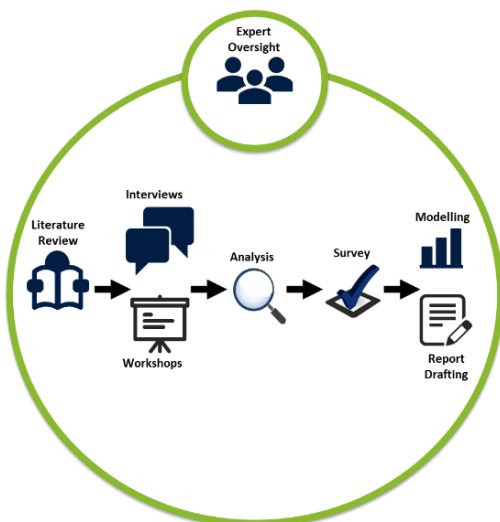 Expert
Oversight
Interviews
Literature
Review
Modelling
Analysis
Survey
Workshops
Report
Drafting